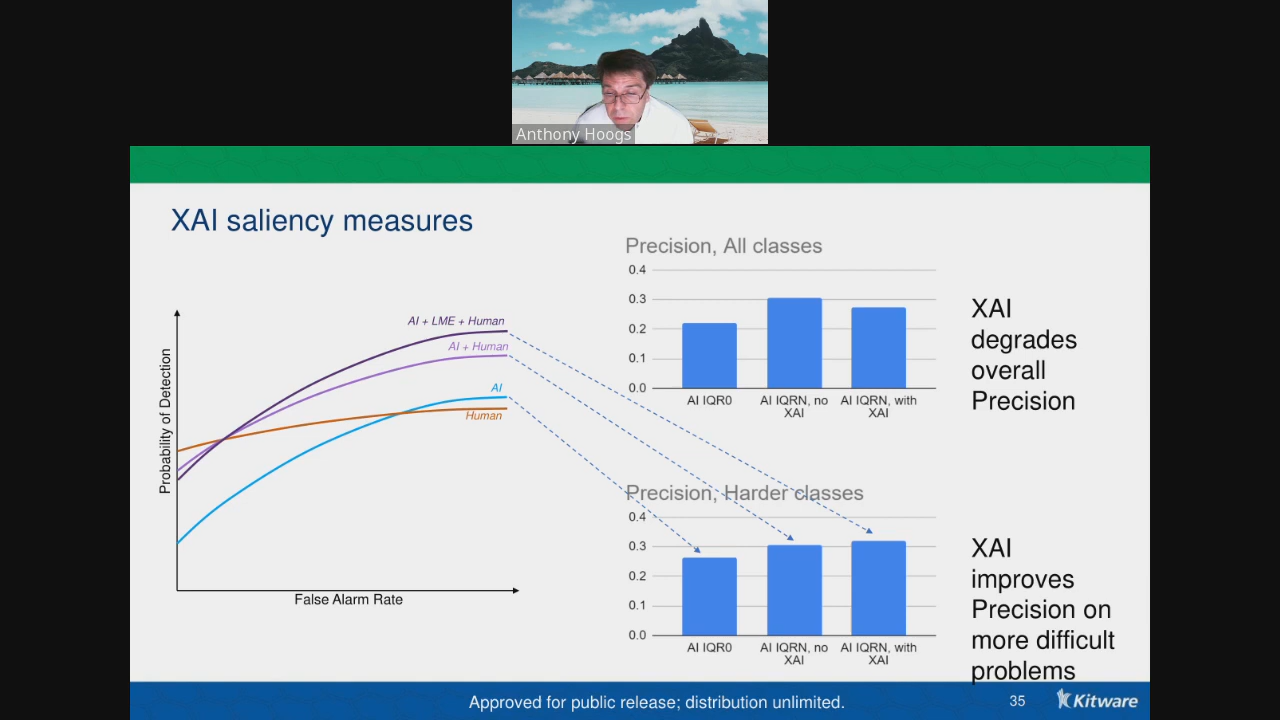 Anthony Hoogs
XAI saliency measures
AI + LME + Human
AI + Human
AI
Human
Probability of Detection
False Alarm Rate
Precision, All classes
0.4
0.3
0.2
0.1
0.0
AI IQR0
AI IQRN, no
XAI
AI IQRN, with
XAI
XAI
degrades
overall
Precision
Precision, Harder classes
0.4
0.3
0.2
0.1
0.0
AI IQR0
AI IQRN, no
XAI
AI IQRN, with
XAI
XAI
improves
Precision on
more difficult
problems
Approved for public release; distribution unlimited.
35
Kitware